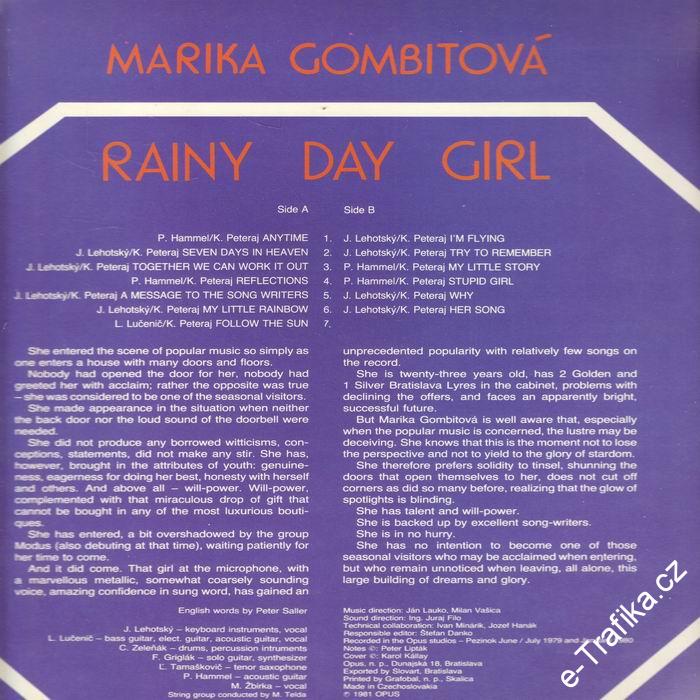 MARIKA GOMBITOVÁ
RAINY DAY GIRL
Side A
P. Hammel/K. Peteraj ANYTIME
J. Lehotský/K. Peteraj SEVEN DAYS IN HEAVEN
J. Lehotský/K. Peteraj TOGETHER WE CAN WORK IT OUT
P. Hammel/K. Peteraj REFLECTIONS
J. Lehotský/K. Peteraj A MESSAGE TO THE SONG WRITERS
J. Lehotský/K. Peteraj MY LITTLE RAINBOW
L. Lučenič/K. Peteraj FOLLOW THE SUN
Side B
1. J. Lehotský/K. Peteraj I'M FLYING
2. J. Lehotský/K. Peteraj TRY TO REMEMBER
3. P. Hammel/K. Peteraj MY LITTLE STORY
4. P. Hammel/K. Peteraj STUPID GIRL
5. J. Lehotský/K. Peteraj WHY
6. J. Lehotský/K. Peteraj HER SONG
7.
She entered the scene of popular music so simply as
one enters a house with many doors and floors.
Nobody had opened the door for her, nobody had
greeted her with acclaim; rather the opposite was true
– she was considered to be one of the seasonal visitors.
She made appearance in the situation when neither
the back door nor the loud sound of the doorbell were
needed.
She did not produce any borrowed witticisms, con-
ceptions, statements, did not make any stir. She has,
however, brought in the attributes of youth: genuine-
ness, eagerness for doing her best, honesty with herself
and others. And above all – will-power. Will-power,
complemented with that miraculous drop of gift that
cannot be bought in any of the most luxurious bouti-
ques.
She has entered, a bit overshadowed by the group
Modus (also debuting at that time), waiting patiently for
her time to come.
And it did come. That girl at the microphone, with
a marvellous metallic, somewhat coarsely sounding
voice, amazing confidence in sung word, has gained an
unprecedented popularity with relatively few songs on
the record.
She is twenty-three years old, has 2 Golden and
1 Silver Bratislava Lyres in the cabinet, problems with
declining the offers, and faces an apparently bright,
successful future.
But Marika Gombitová is well aware that, especially
when the popular music is concerned, the lustre may be
deceiving. She knows that this is the moment not to lose
the perspective and not to yield to the glory of stardom.
She therefore prefers solidity to tinsel, shunning the
doors that open themselves to her, does not cut off
corners as did so many before, realizing that the glow of
spotlights is blinding.
She has talent and will-power.
She is backed up by excellent song-writers.
She is in no hurry.
She has no intention to become one of those
seasonal visitors who may be acclaimed when entering,
but who remain unnoticed when leaving, all alone, this
large building of dreams and glory.
English words by Peter Saller
J. Lehotský – keyboard instruments, vocal
L. Lučenič – bass guitar, elect. guitar, acoustic guitar, vocal
C. Zeleňák – drums, percussion intruments
F. Griglák – solo guitar, synthesizer
Ľ. Tamaškovič – tenor saxophone
P. Hammel – acoustic guitar
M. Žbirka – vocal
String group conducted by M. Telda
Music direction: Ján Lauko, Milan Vašica
Sound direction: Ing. Juraj Filo
Technical collaboration: Ivan Minárik, Jozef Hanák
Responsible editor: Štefan Danko
Recorded in the Opus studios – Pezinok June / July 1979 and 1980
Notes ©: Peter Lipták
Cover ©: Karol Kállay
Opus, n. p., Dunajská 18, Bratislava
Exported by Slovart, Bratislava
Printed by Grafobal, n. p., Skalica
Made in Czechoslovakia
℗ 1981 OPUS
e-Trafika.cz